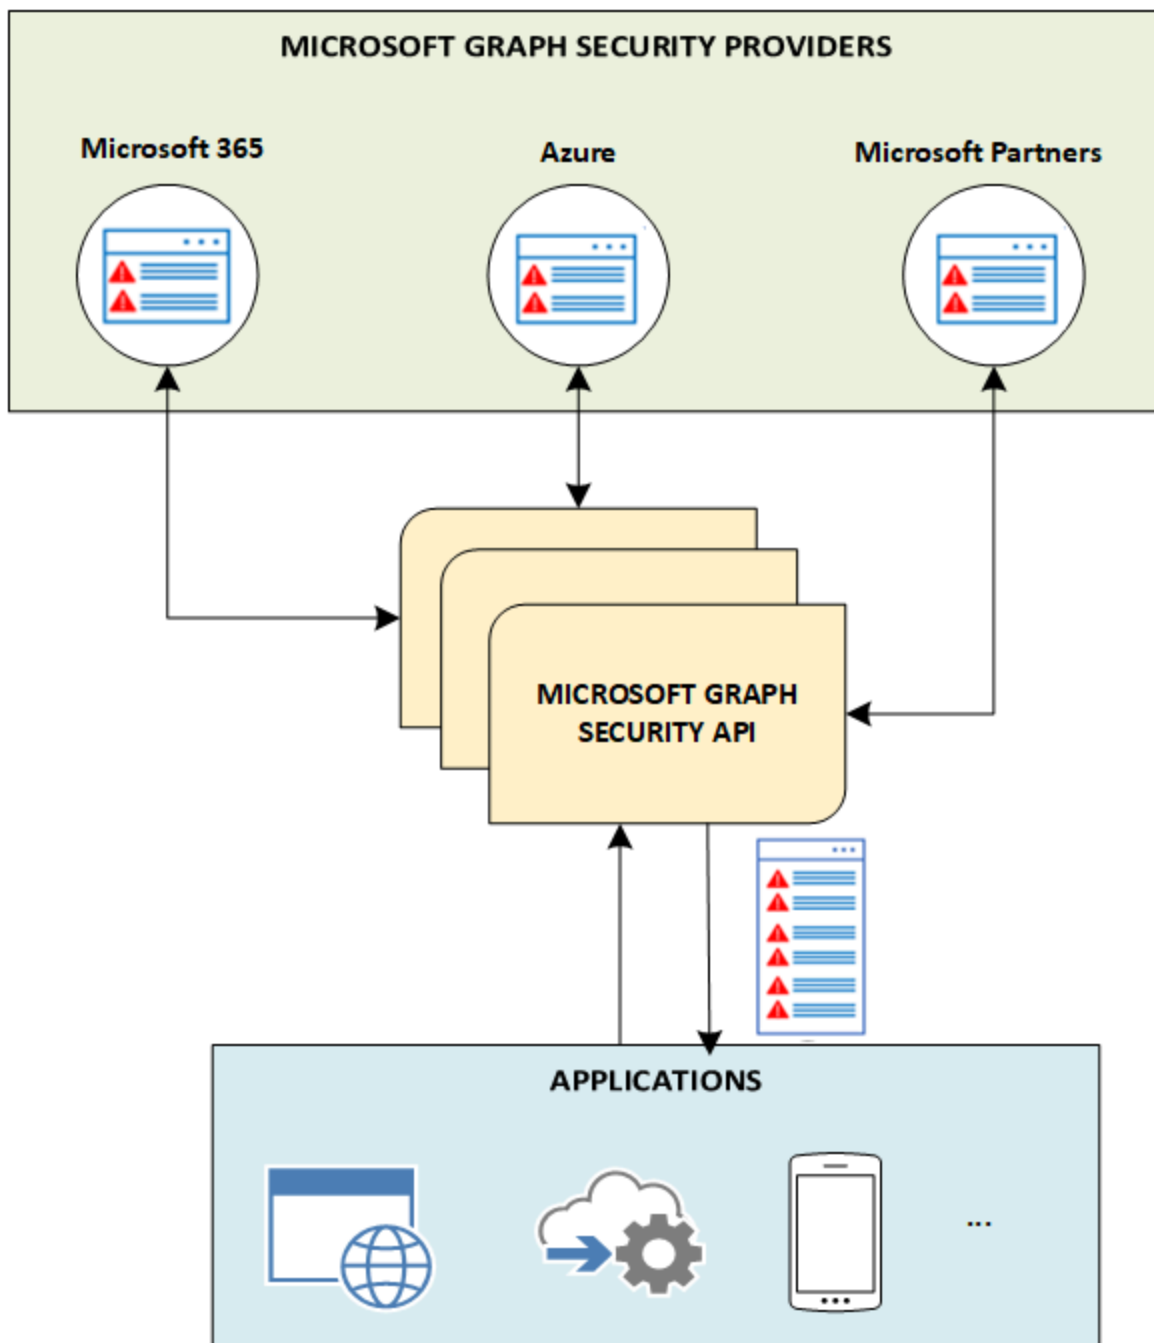 MICROSOFT GRAPH SECURITY PROVIDERS
Microsoft 365
Azure
Microsoft Partners
MICROSOFT GRAPH
SECURITY API
APPLICATIONS
...